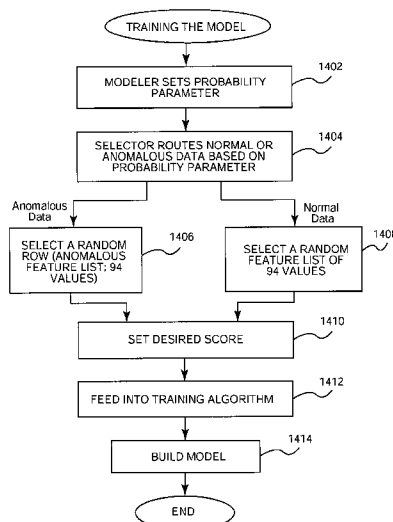 TRAINING THE MODEL
1402
MODELER SETS PROBABILITY
PARAMETER
1404
SELECTOR ROUTES NORMAL OR
ANOMALOUS DATA BASED ON
PROBABILITY PARAMETER
Anomalous
Data
Normal
Data
1406
SELECT A RANDOM
ROW (ANOMALOUS
FEATURE LIST; 94
VALUES)
SELECT A RANDOM
FEATURE LIST OF
94 VALUES
1410
SET DESIRED SCORE
1412
FEED INTO TRAINING ALGORITHM
1414
BUILD MODEL
END